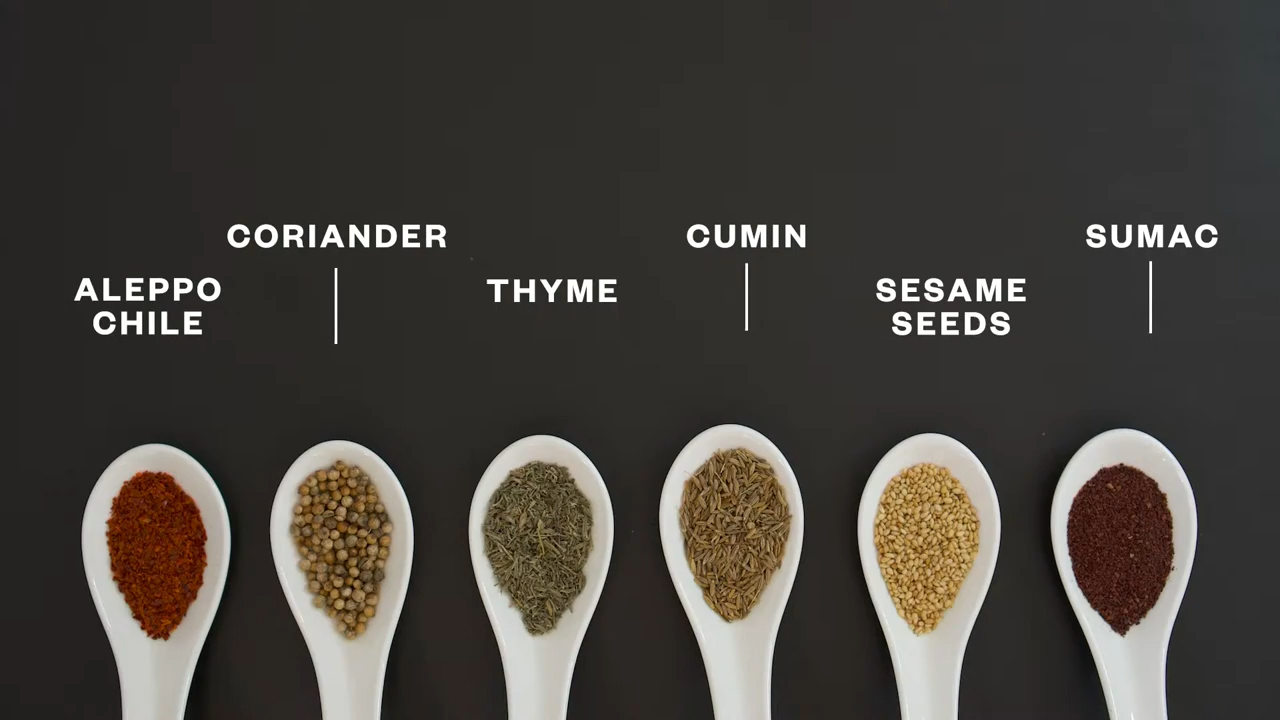 ALEPPO
CHILE
CORIANDER
THYME
CUMIN
SESAME
SEEDS
SUMAC